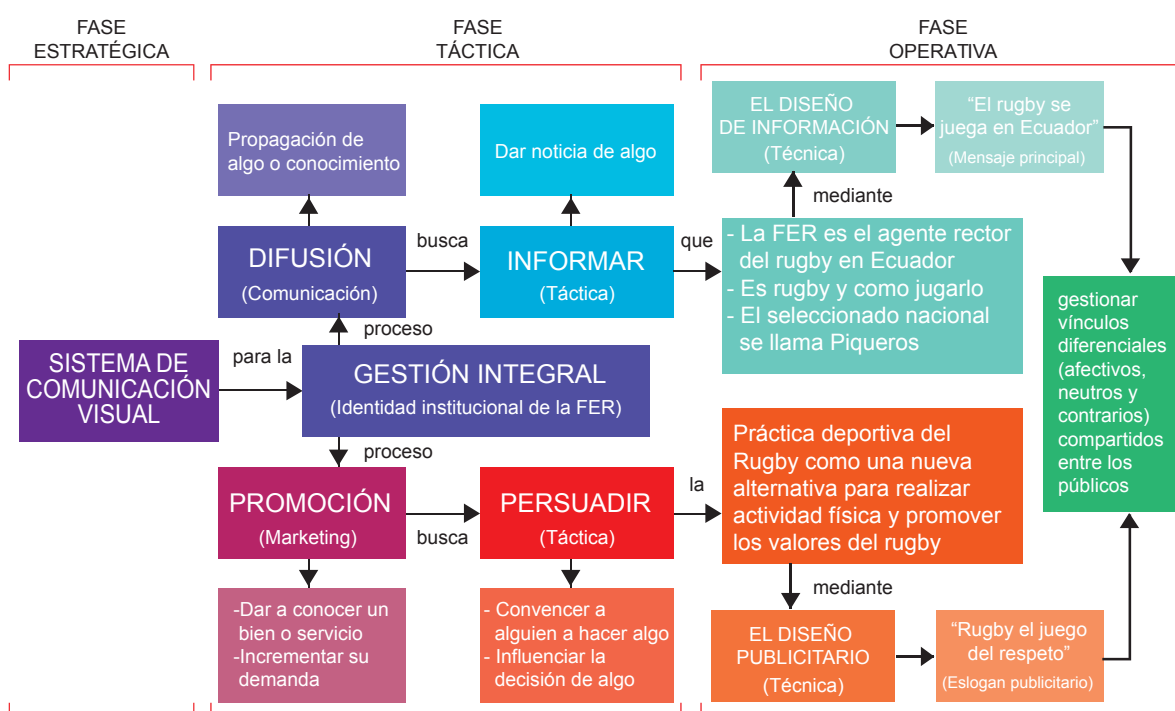 FASE
ESTRATÉGICA
FASE
TÁCTICA
FASE
OPERATIVA
Propagación de
algo o conocimiento
Dar noticia de algo
EL DISEÑO
DE INFORMACIÓN
(Técnica)
“El rugby se
juega en Ecuador”
(Mensaje principal)
mediante
DIFUSIÓN
(Comunicación)
busca
INFORMAR
(Táctica)
que
- La FER es el agente rector
del rugby en Ecuador
- Es rugby y como jugarlo
- El seleccionado nacional
se llama Piqueros
gestionar
vínculos
diferenciales
(afectivos,
neutros y
contrarios)
compartidos
entre los
públicos
proceso
SISTEMA DE
COMUNICACIÓN
VISUAL
para la
GESTIÓN INTEGRAL
(Identidad institucional de la FER)
proceso
PROMOCIÓN
(Marketing)
busca
PERSUADIR
(Táctica)
la
Práctica deportiva del
Rugby como una nueva
alternativa para realizar
actividad física y promover
los valores del rugby
mediante
-Dar a conocer un
bien o servicio
-Incrementar su
demanda
- Convencer a
alguien a hacer algo
- Influenciar la
decisión de algo
EL DISEÑO
PUBLICITARIO
(Técnica)
“Rugby el juego
del respeto”
(Eslogan publicitario)